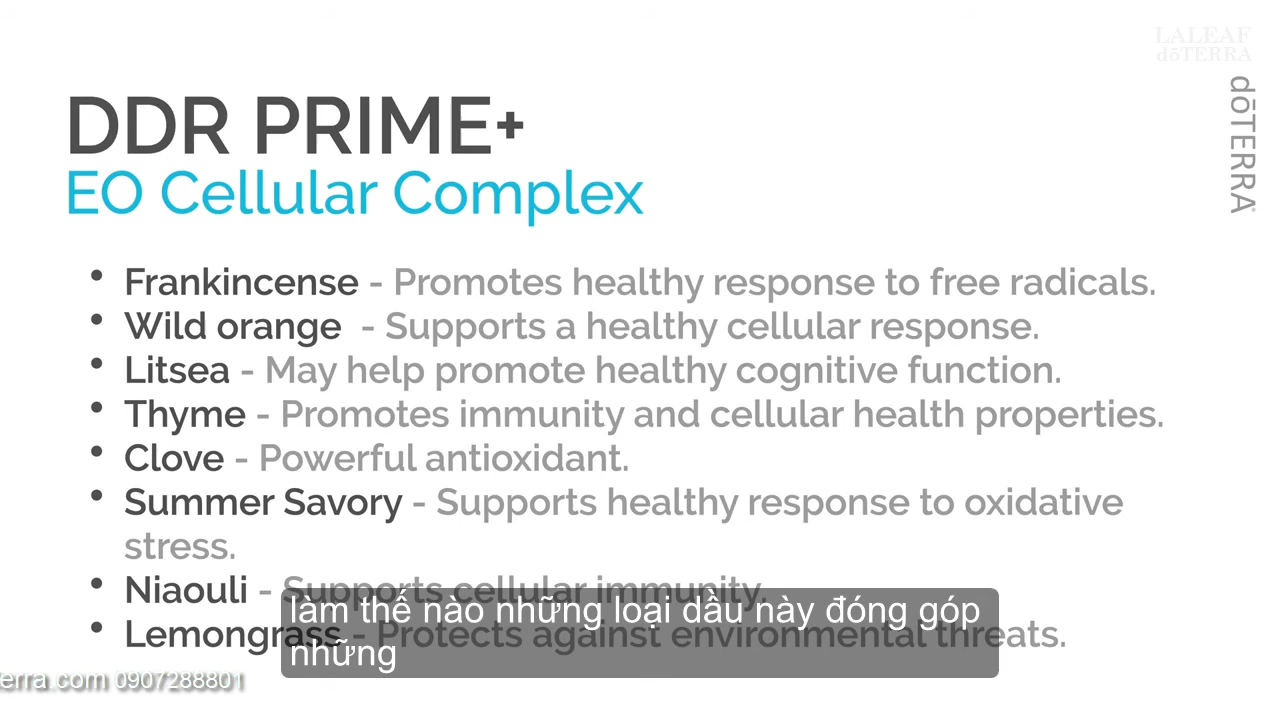 LALEAF
dōTERRA
dōTERRA
DDR PRIME+
EO Cellular Complex
• Frankincense - Promotes healthy response to free radicals.
• Wild orange - Supports a healthy cellular response.
• Litsea - May help promote healthy cognitive function.
• Thyme - Promotes immunity and cellular health properties.
• Clove - Powerful antioxidant.
• Summer Savory - Supports healthy response to oxidative
stress.
• Niaouli - Supports cellular immunity.
• Lemongrass - Protects against environmental threats.
làm thế nào những loại dầu này đóng góp
những
erra.com 0907288801